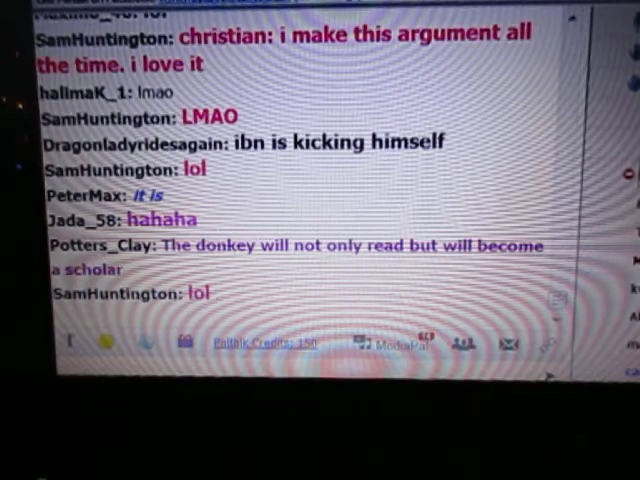 SamHuntington: christian: i make this argument all
the time. i love it
halimaK_1: lmao
SamHuntington: LMAO
Dragonladyridesagain: ibn is kicking himself
SamHuntington: lol
PeterMax: it is
Jada_58: hahaha
Potters_Clay: The donkey will not only read but will become
a scholar
SamHuntington: lol
Paltalk Credits: 150 MediaPal